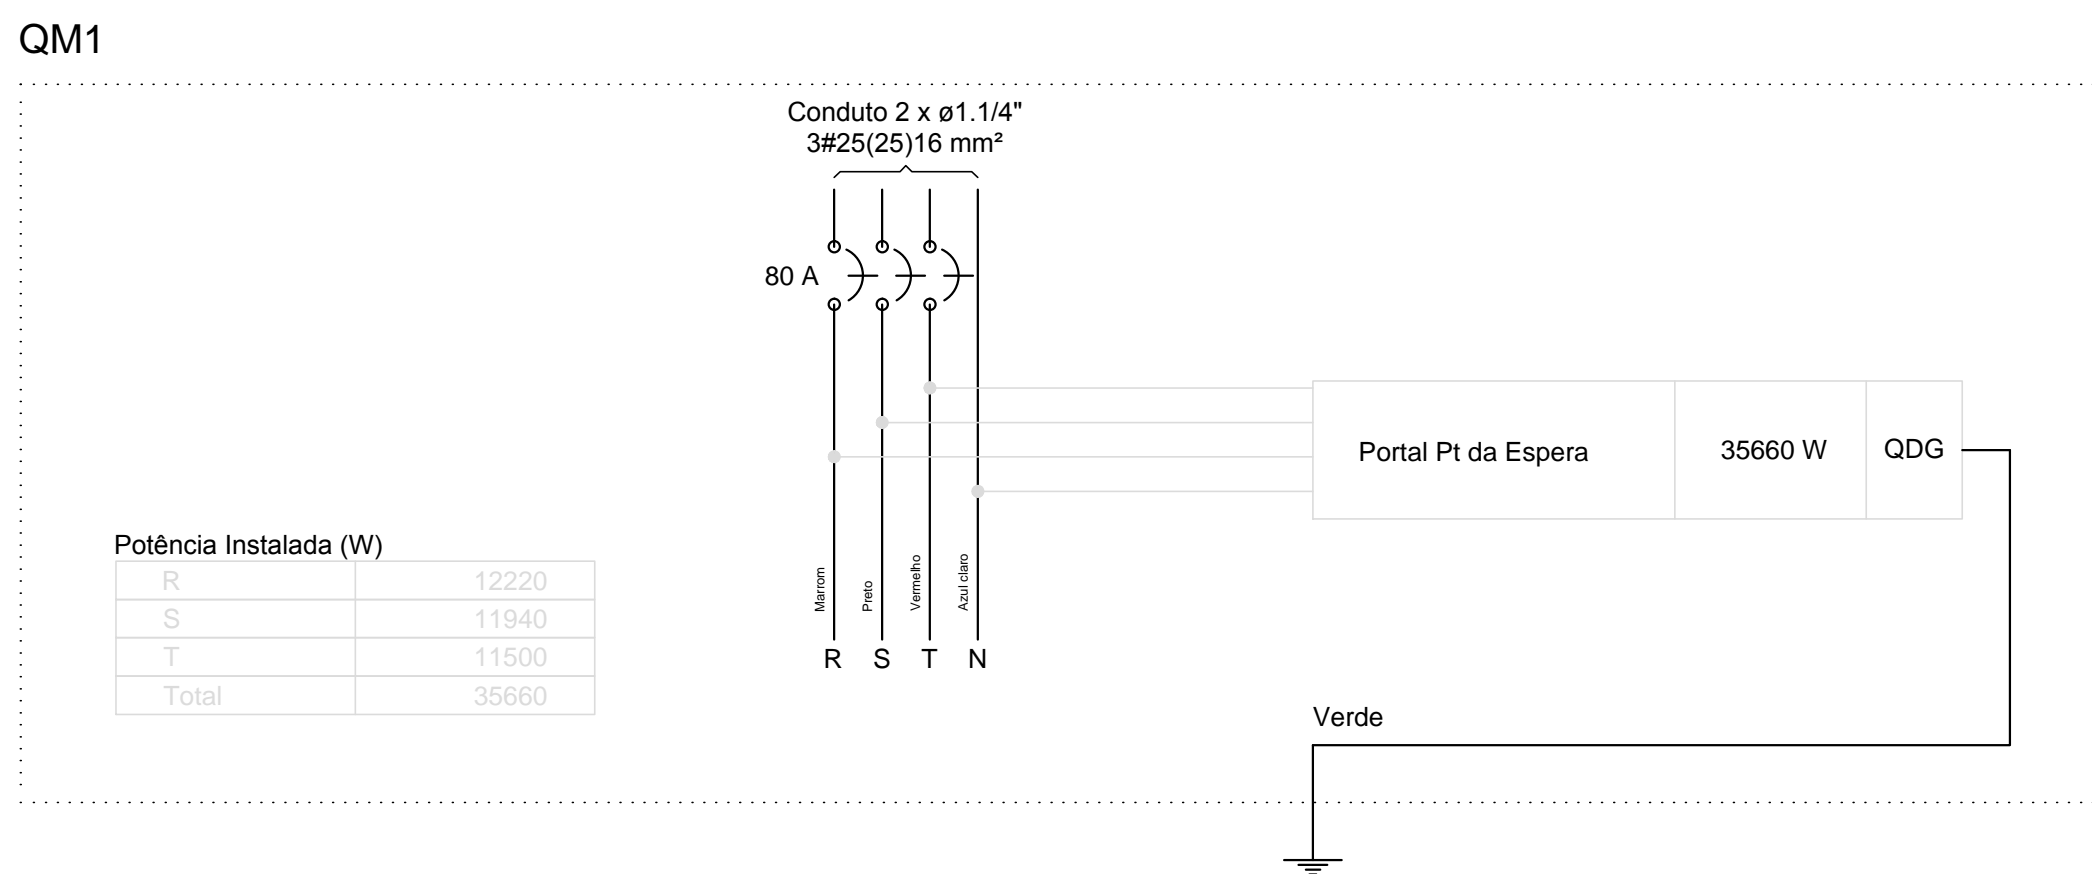 QM1
Conduto 2 x ø1.1/4"
3#25(25)16 mm²
80 A
Portal Pt da Espera 35660 W QDG
Potência Instalada (W)
R 12220
S 11940
T 11500
Total 35660
Marrom
Preto
Vermelho
Azul claro
R S T N
Verde